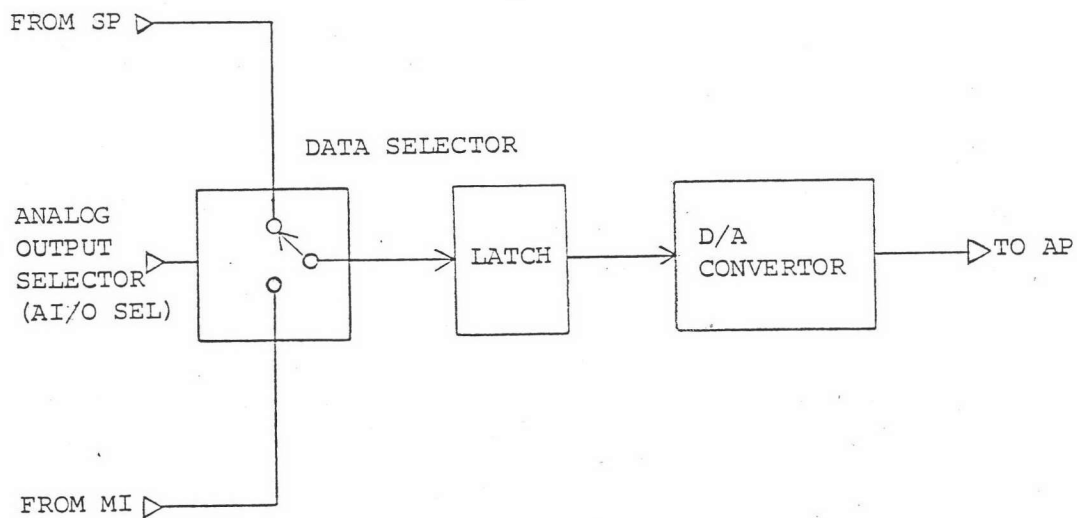 FROM SP
DATA SELECTOR
ANALOG
OUTPUT
SELECTOR
(AI/O SEL)
LATCH
D/A
CONVERTOR
TO AP
FROM MI